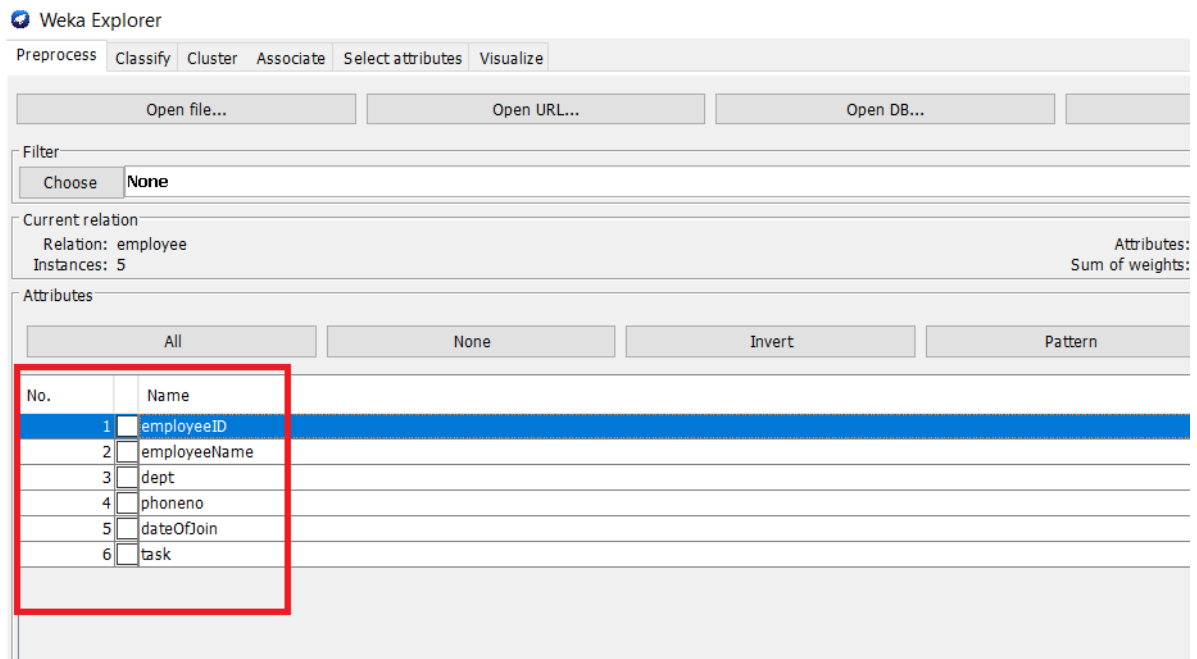 Weka Explorer
Preprocess Classify Cluster Associate Select attributes Visualize
Open file... Open URL... Open DB...
Filter
Choose None
Current relation
Relation: employee Attributes:
Instances: 5 Sum of weights:
Attributes
All None Invert Pattern
No. Name
1 employeeID
2 employeeName
3 dept
4 phoneno
5 dateOfJoin
6 task